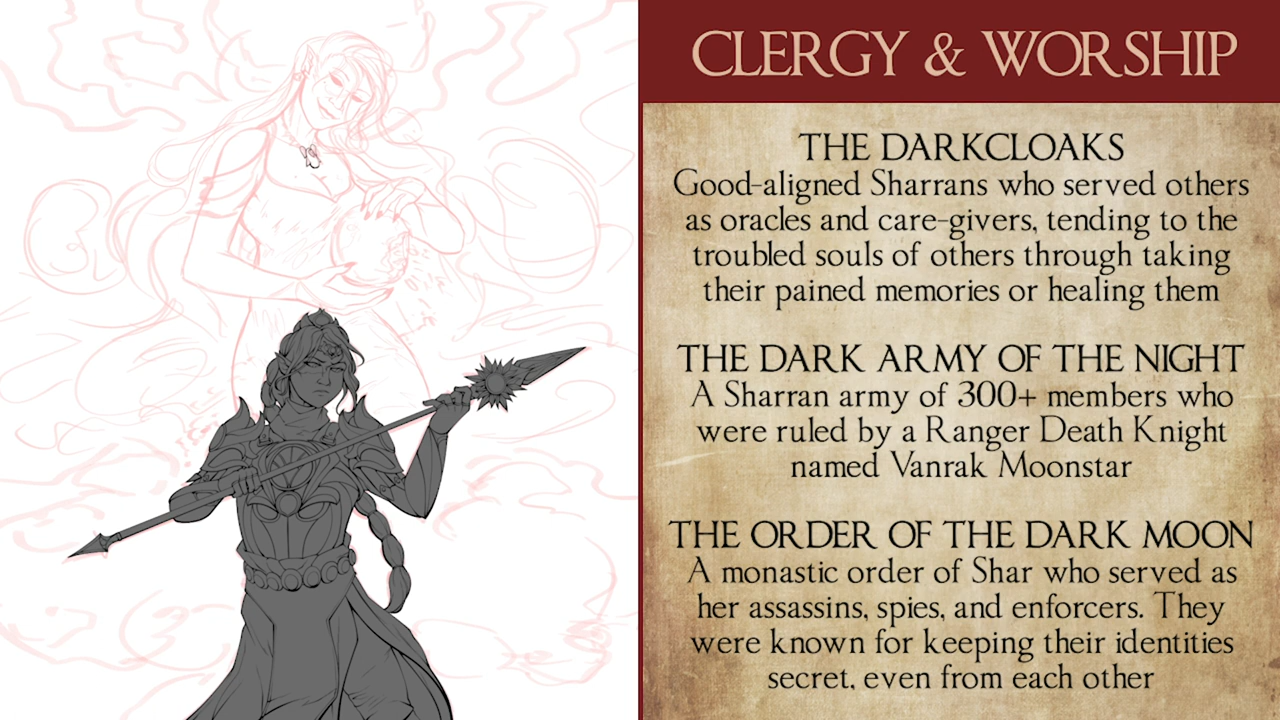 CLERGY & WORSHIP
THE DARKCLOAKS
Good-aligned Sharrans who served others
as oracles and care-givers, tending to the
troubled souls of others through taking
their pained memories or healing them
THE DARK ARMY OF THE NIGHT
A Sharran army of 300+ members who
were ruled by a Ranger Death Knight
named Vanrak Moonstar
THE ORDER OF THE DARK MOON
A monastic order of Shar who served as
her assassins, spies, and enforcers. They
were known for keeping their identities
secret, even from each other